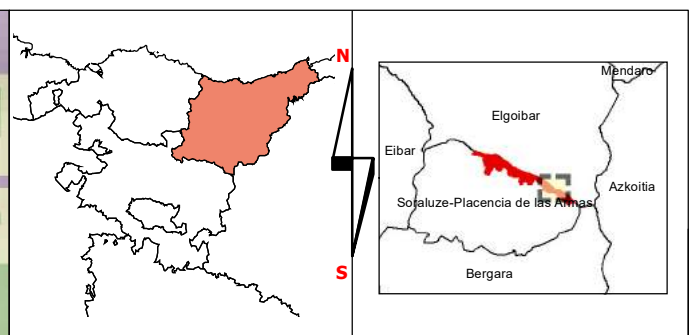 N
Mendaro
Elgoibar
Eibar
Azkoitia
Soraluze-Placencia de las Armas
Bergara
S